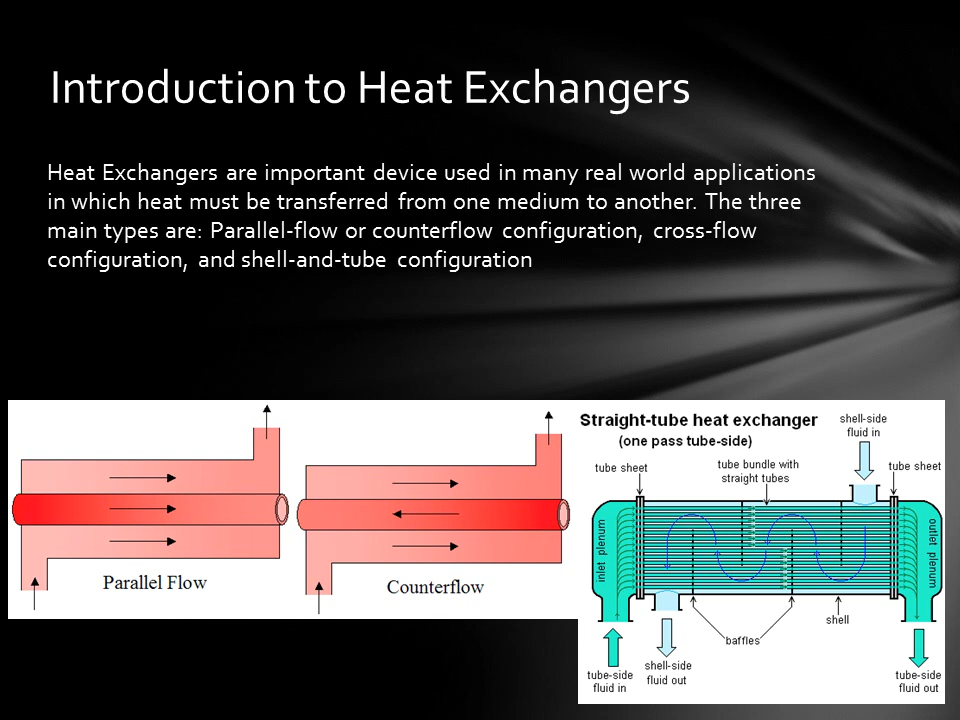 Introduction to Heat Exchangers
Heat Exchangers are important device used in many real world applications
in which heat must be transferred from one medium to another. The three
main types are: Parallel-flow or counterflow configuration, cross-flow
configuration, and shell-and-tube configuration
Parallel Flow
Counterflow
Straight-tube heat exchanger
(one pass tube-side)
shell-side
fluid in
tube sheet
tube bundle with
straight tubes
tube sheet
inlet plenum
outlet plenum
shell
baffles
shell-side
fluid out
tube-side
fluid in
tube-side
fluid out